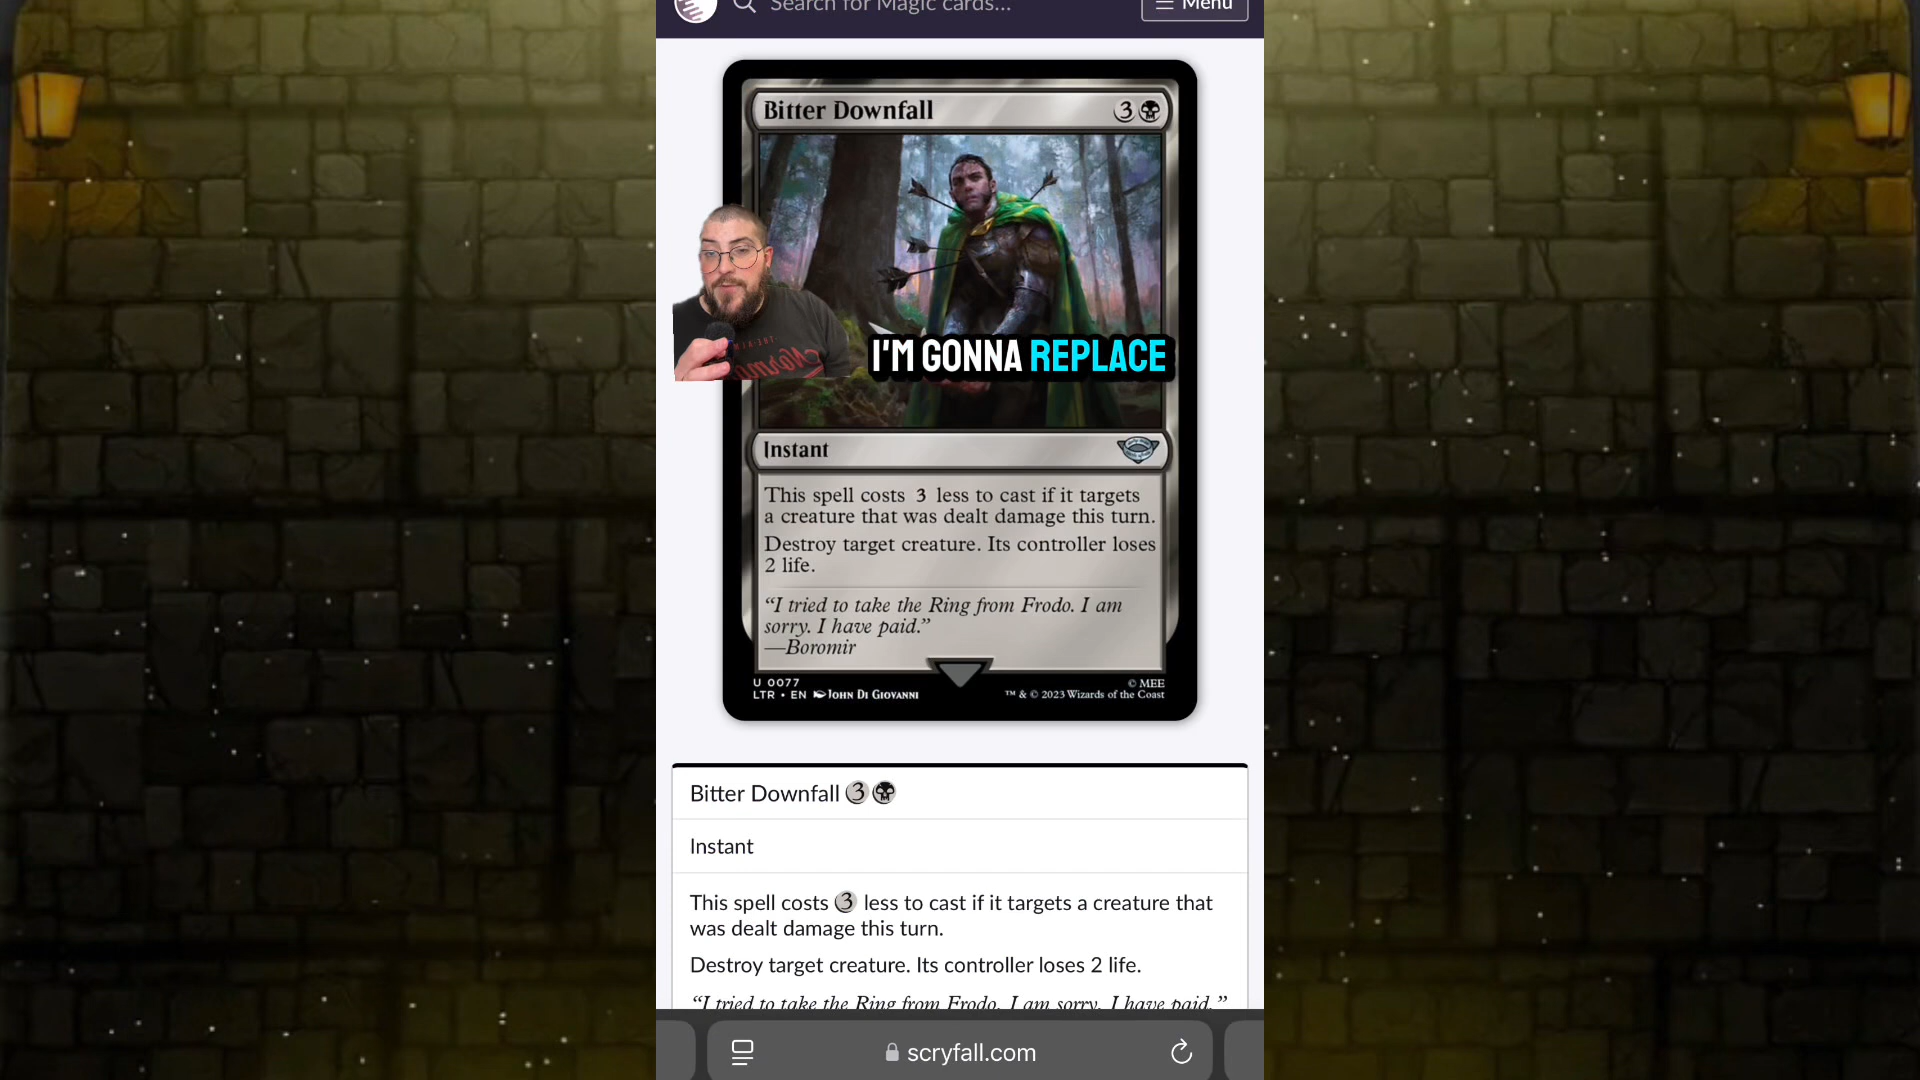 Search for Magic cards...
Menu
Bitter Downfall
3
I'M GONNA REPLACE
Instant
This spell costs 3 less to cast if it targets
a creature that was dealt damage this turn.
Destroy target creature. Its controller loses
2 life.
“I tried to take the Ring from Frodo. I am
sorry. I have paid.”
—Boromir
U 0077
LTR • EN John Di Giovanni
© MEE
™ & © 2023 Wizards of the Coast
Bitter Downfall 3
Instant
This spell costs 3 less to cast if it targets a creature that
was dealt damage this turn.
Destroy target creature. Its controller loses 2 life.
“I tried to take the Ring from Frodo. I am sorry. I have paid.”
scryfall.com